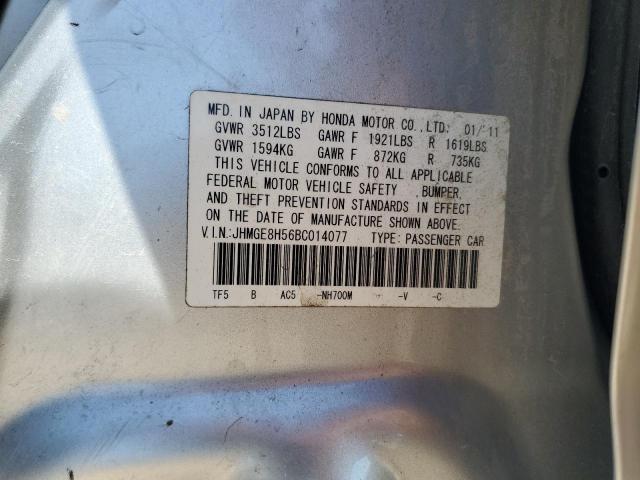 MFD. IN JAPAN BY HONDA MOTOR CO.,LTD. 01/'11
GVWR 3512LBS GAWR F 1921LBS R 1619LBS
GVWR 1594KG GAWR F 872KG R 735KG
THIS VEHICLE CONFORMS TO ALL APPLICABLE
FEDERAL MOTOR VEHICLE SAFETY ,BUMPER,
AND THEFT PREVENTION STANDARDS IN EFFECT
ON THE DATE OF MANUFACTURE SHOWN ABOVE.
V.I.N.:JHMGE8H56BC014077 TYPE: PASSENGER CAR
TF5 B AC5 -NH700M -V -C